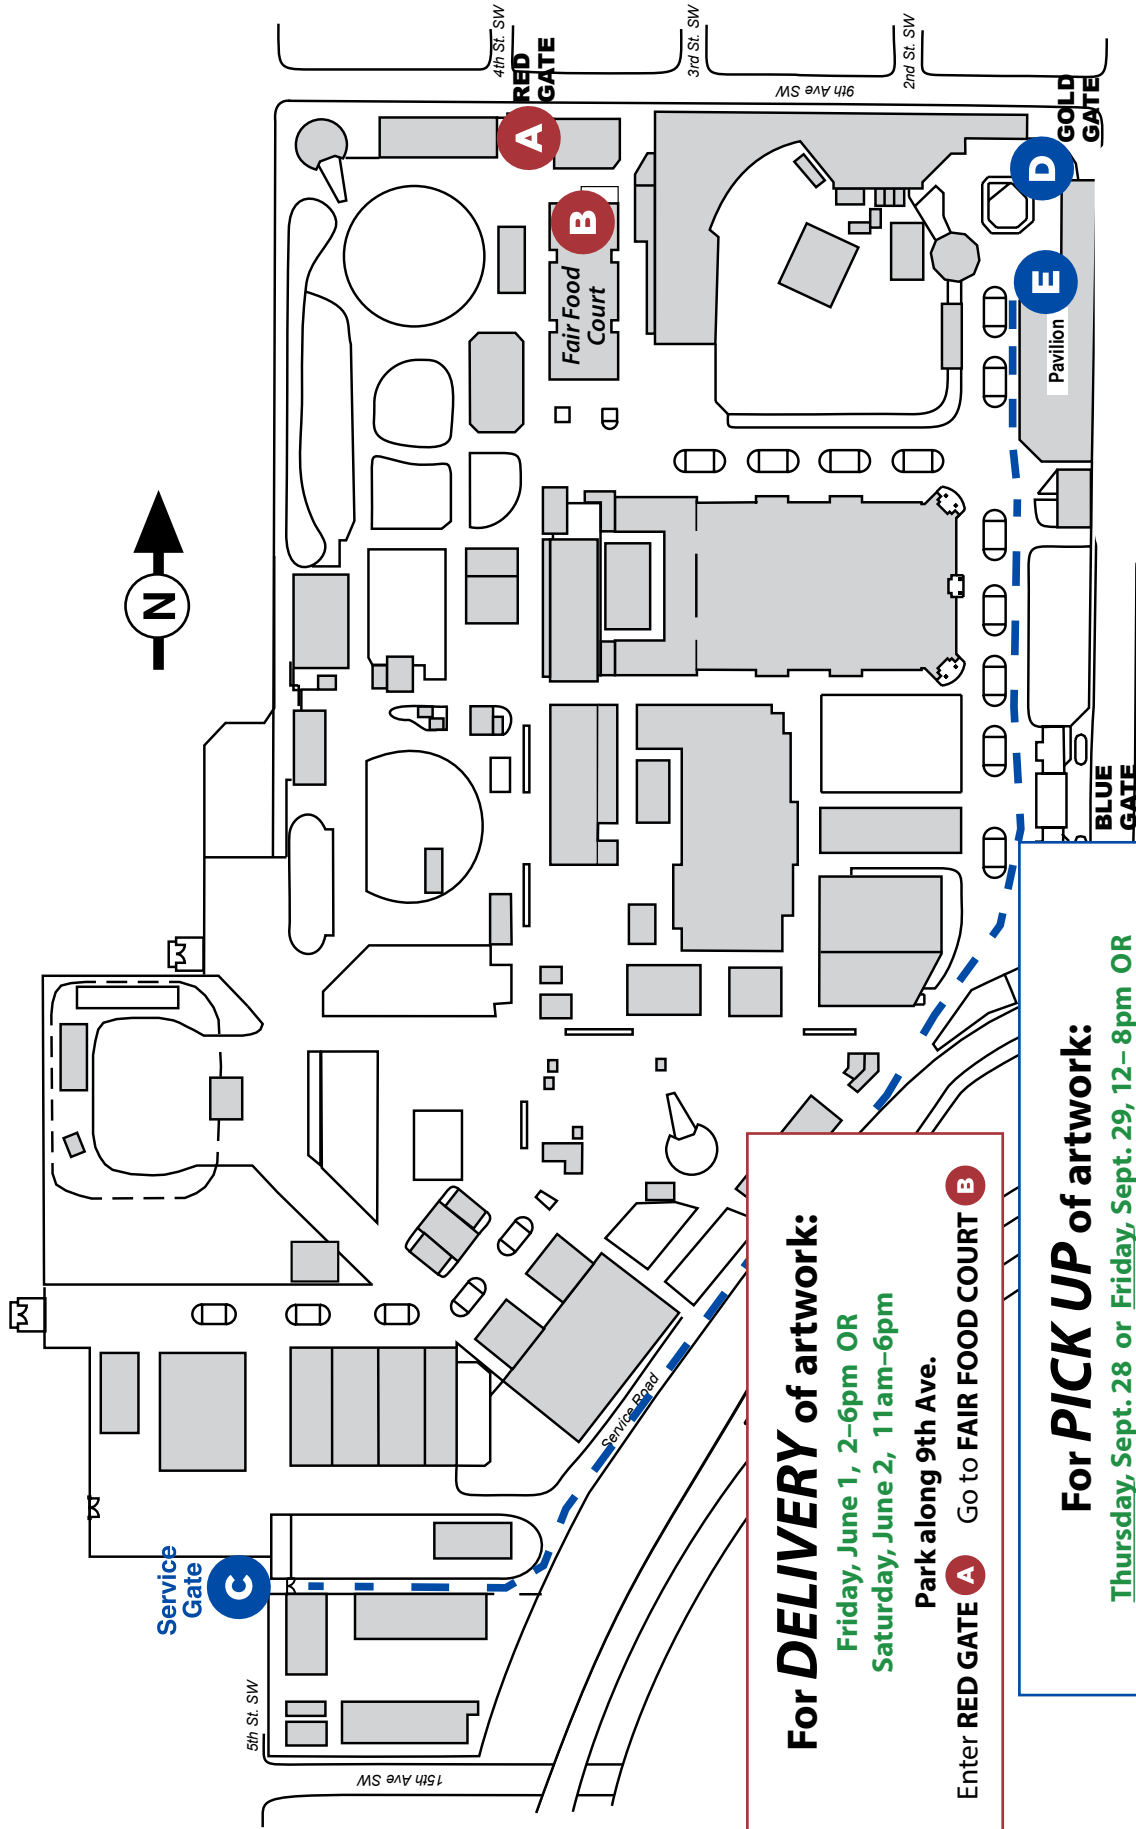 Service
Gate
C
5th St. SW
15th Ave SW
Service Road
N
4th St. SW
3rd St. SW
2nd St. SW
9th Ave SW
RED
GATE
A
B
Fair Food
Court
GOLD
GATE
D
E
Pavilion
BLUE
GATE
For DELIVERY of artwork:
Friday, June 1, 2–6pm OR
Saturday, June 2, 11am–6pm
Park along 9th Ave.
Enter RED GATE A Go to FAIR FOOD COURT B
For PICK UP of artwork:
Thursday, Sept. 28 or Friday, Sept. 29, 12– 8pm OR